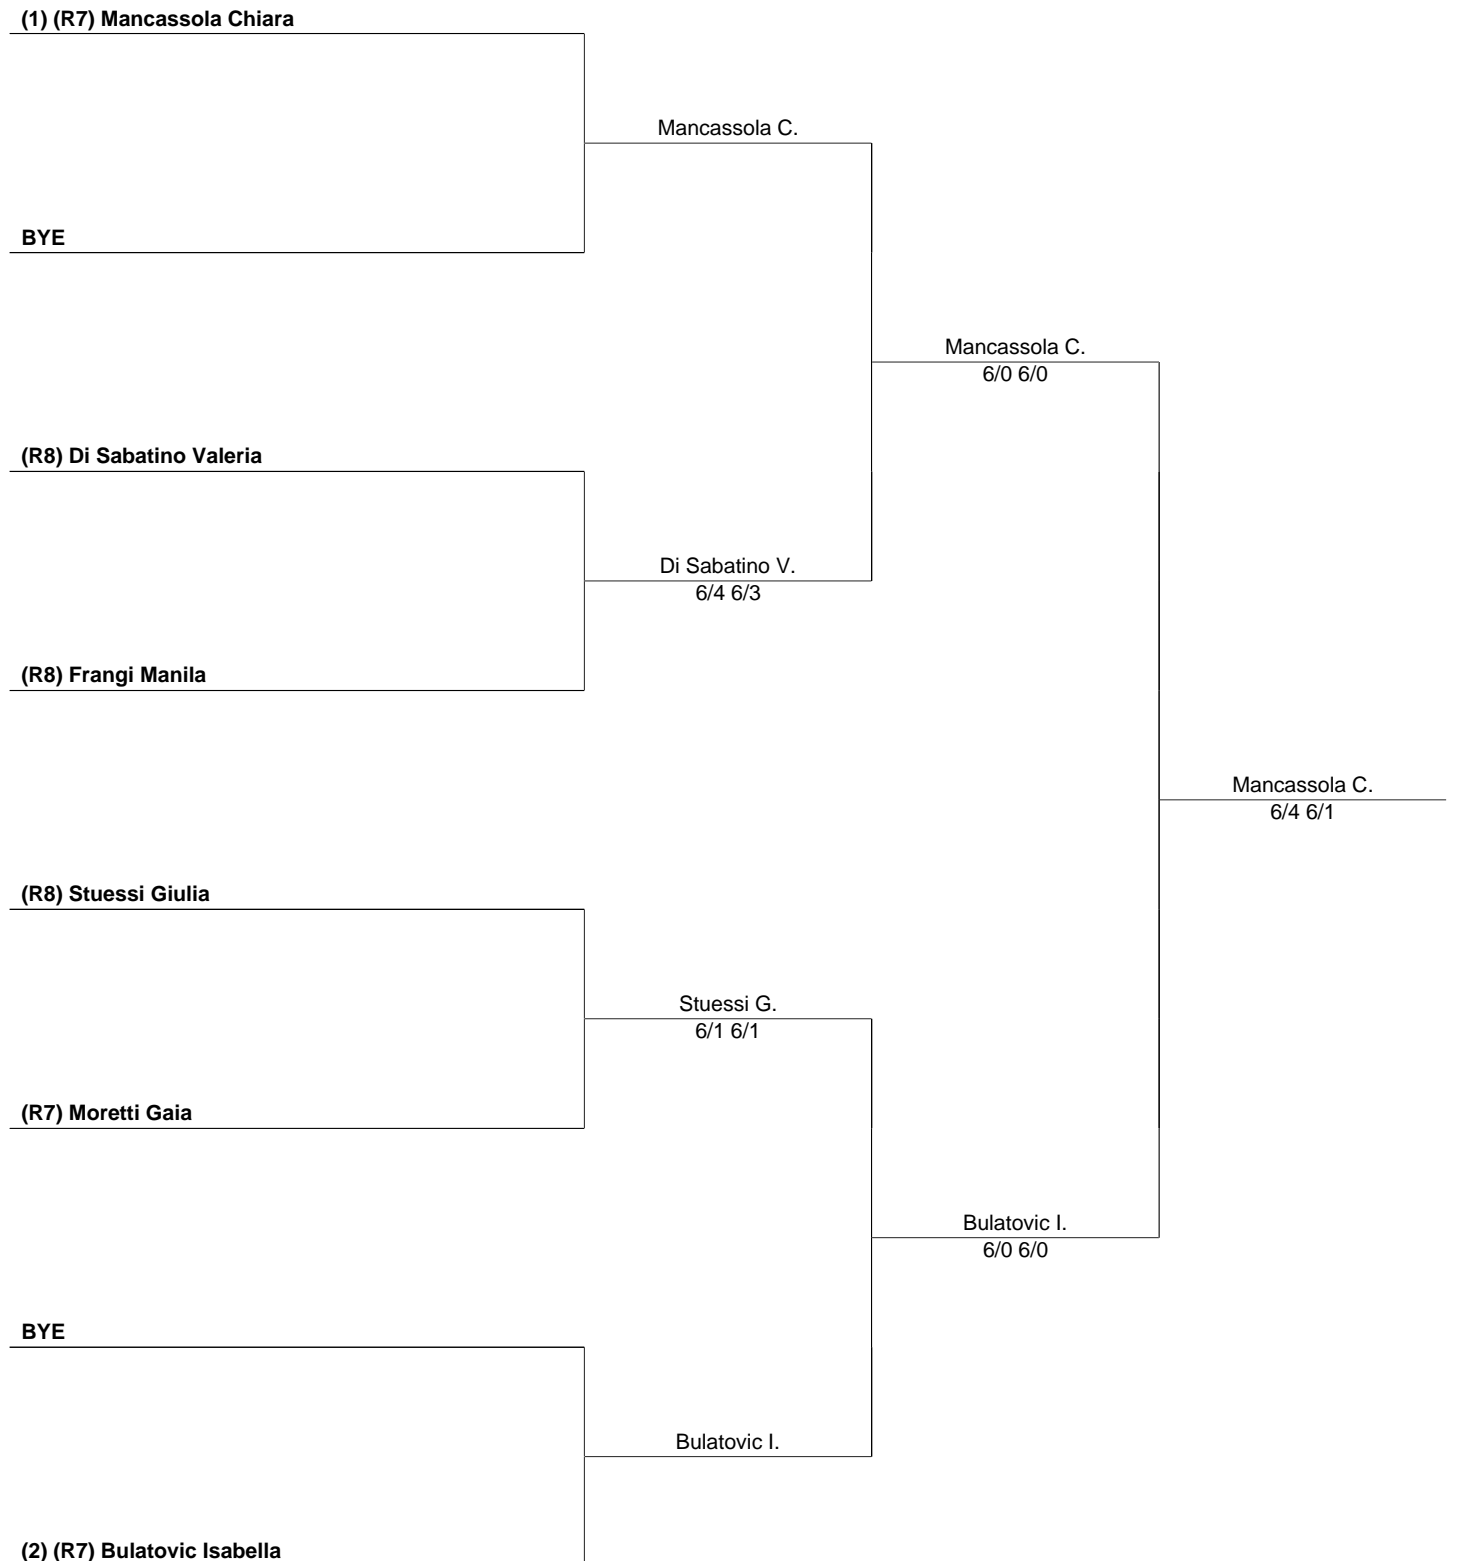 (1) (R7) Mancassola Chiara
Mancassola C.
BYE
Mancassola C.
6/0 6/0
(R8) Di Sabatino Valeria
Di Sabatino V.
6/4 6/3
(R8) Frangi Manila
Mancassola C.
6/4 6/1
(R8) Stuessi Giulia
Stuessi G.
6/1 6/1
(R7) Moretti Gaia
Bulatovic I.
6/0 6/0
BYE
Bulatovic I.
(2) (R7) Bulatovic Isabella